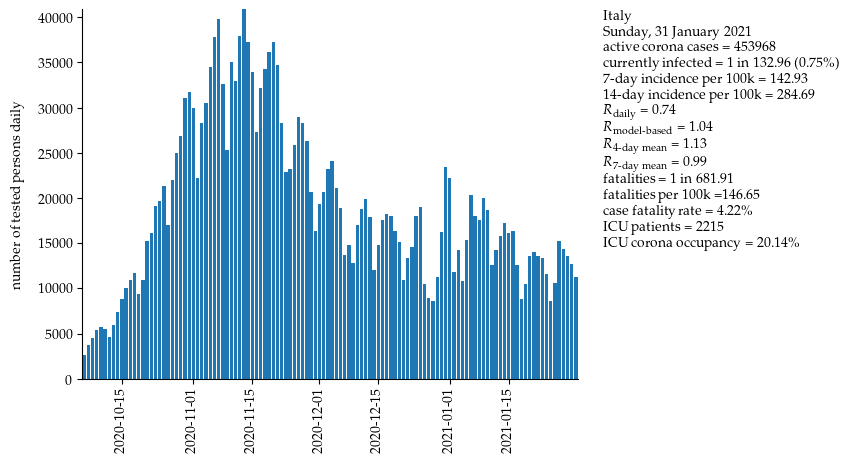 40000
35000
30000
25000
20000
15000
10000
5000
0
number of tested persons daily
2020-10-15
2020-11-01
2020-11-15
2020-12-01
2020-12-15
2021-01-01
2021-01-15
Italy
Sunday, 31 January 2021
active corona cases = 453968
currently infected = 1 in 132.96 (0.75%)
7-day incidence per 100k = 142.93
14-day incidence per 100k = 284.69
Rdaily = 0.74
Rmodel-based = 1.04
R4-day mean = 1.13
R7-day mean = 0.99
fatalities = 1 in 681.91
fatalities per 100k =146.65
case fatality rate = 4.22%
ICU patients = 2215
ICU corona occupancy = 20.14%